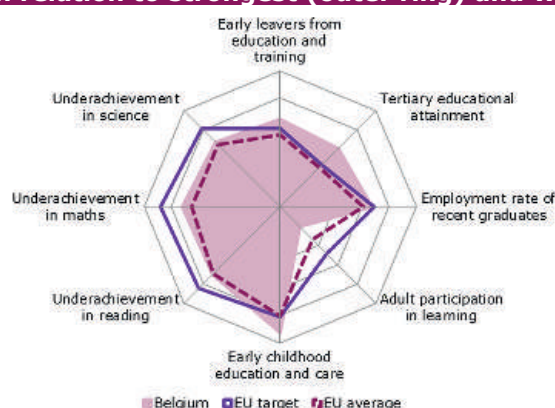 Early leavers from
education and
training
Underachievement
in science
Tertiary educational
attainment
Underachievement
in maths
Employment rate of
recent graduates
Underachievement
in reading
Adult participation
in learning
Early childhood
education and care
Belgium EU target EU average